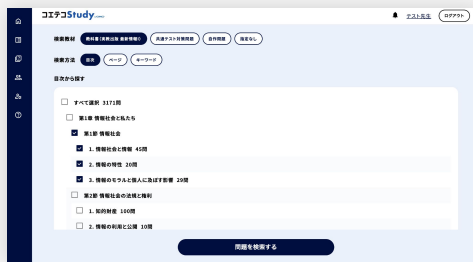 コエテコStudy
テスト先生
ログアウト
検索教材
教科書(実教出版 最新情報I)
共通テスト対策問題
自作問題
指定なし
検索方法
目次
ページ
キーワード
目次から探す
すべて選択 3171問
第1章 情報社会と私たち
第1節 情報社会
1. 情報社会と情報 45問
2. 情報の特性 20問
3. 情報のモラルと個人に及ぼす影響 29問
第2節 情報社会の法規と権利
1. 知的財産 100問
2. 情報の利用と公開 10問
問題を検索する